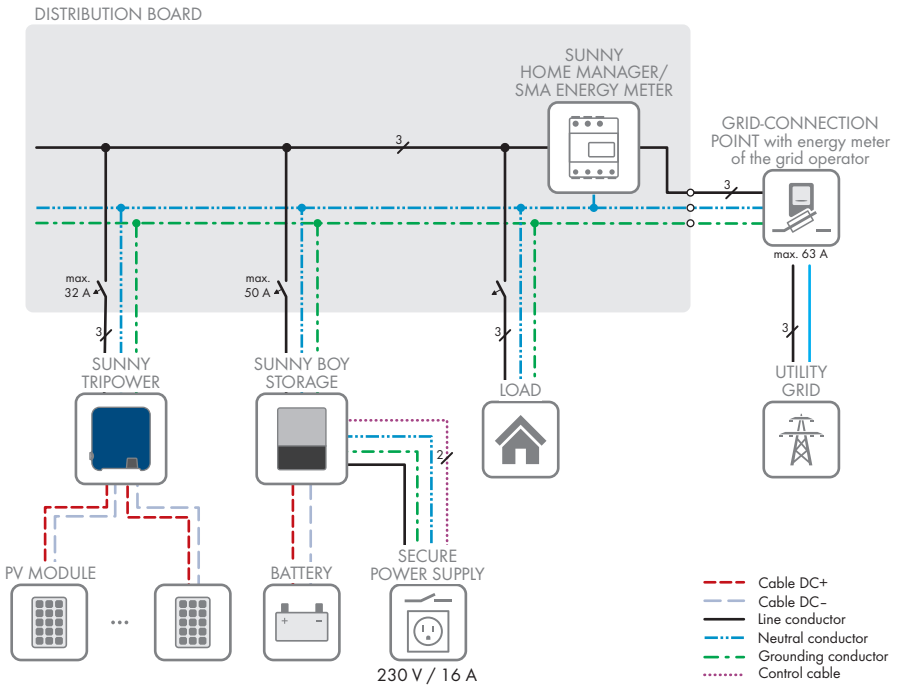 DISTRIBUTION BOARD
SUNNY
HOME MANAGER/
SMA ENERGY METER
GRID-CONNECTION
POINT with energy meter
of the grid operator
3
3
max. 63 A
max.
32 A
max.
50 A
3
3
3
SUNNY
TRIPOWER
SUNNY BOY
STORAGE
LOAD
UTILITY
GRID
2
PV MODULE
...
BATTERY
+ −
SECURE
POWER SUPPLY
230 V / 16 A
Cable DC+
Cable DC−
Line conductor
Neutral conductor
Grounding conductor
Control cable